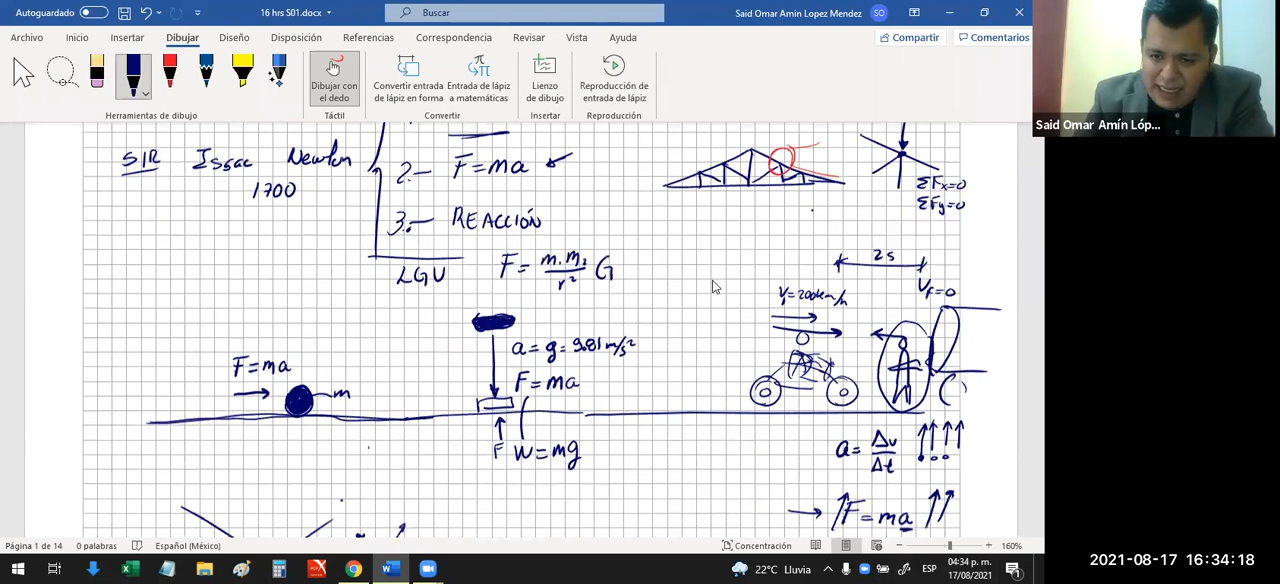 Autoguardado
16 hrs S01.docx
Buscar
Said Omar Amin Lopez Mendez
SO
Archivo
Inicio
Insertar
Dibujar
Diseño
Disposición
Referencias
Correspondencia
Revisar
Vista
Ayuda
Compartir
Comentarios
Dibujar con
el dedo
Convertir entrada
de lápiz en forma
Entrada de lápiz
a matemáticas
Lienzo
de dibujo
Reproducción de
entrada de lápiz
Herramientas de dibujo
Táctil
Convertir
Insertar
Reproducción
Said Omar Amín Lóp...
SIR Issac Newton
1700
2.- F=ma
3.- REACCIÓN
LGU F= m1 m2 / r² G
ΣFx=0
ΣFy=0
2s
V=200km/h
Vf=0
F=ma
m
a=g=9.81m/s²
F=ma
F W=mg
a= Δv/Δt
F=ma
Página 1 de 14
0 palabras
Español (México)
Concentración
160%
22°C Lluvia
ESP
04:34 p. m.
17/08/2021
2021-08-17 16:34:18